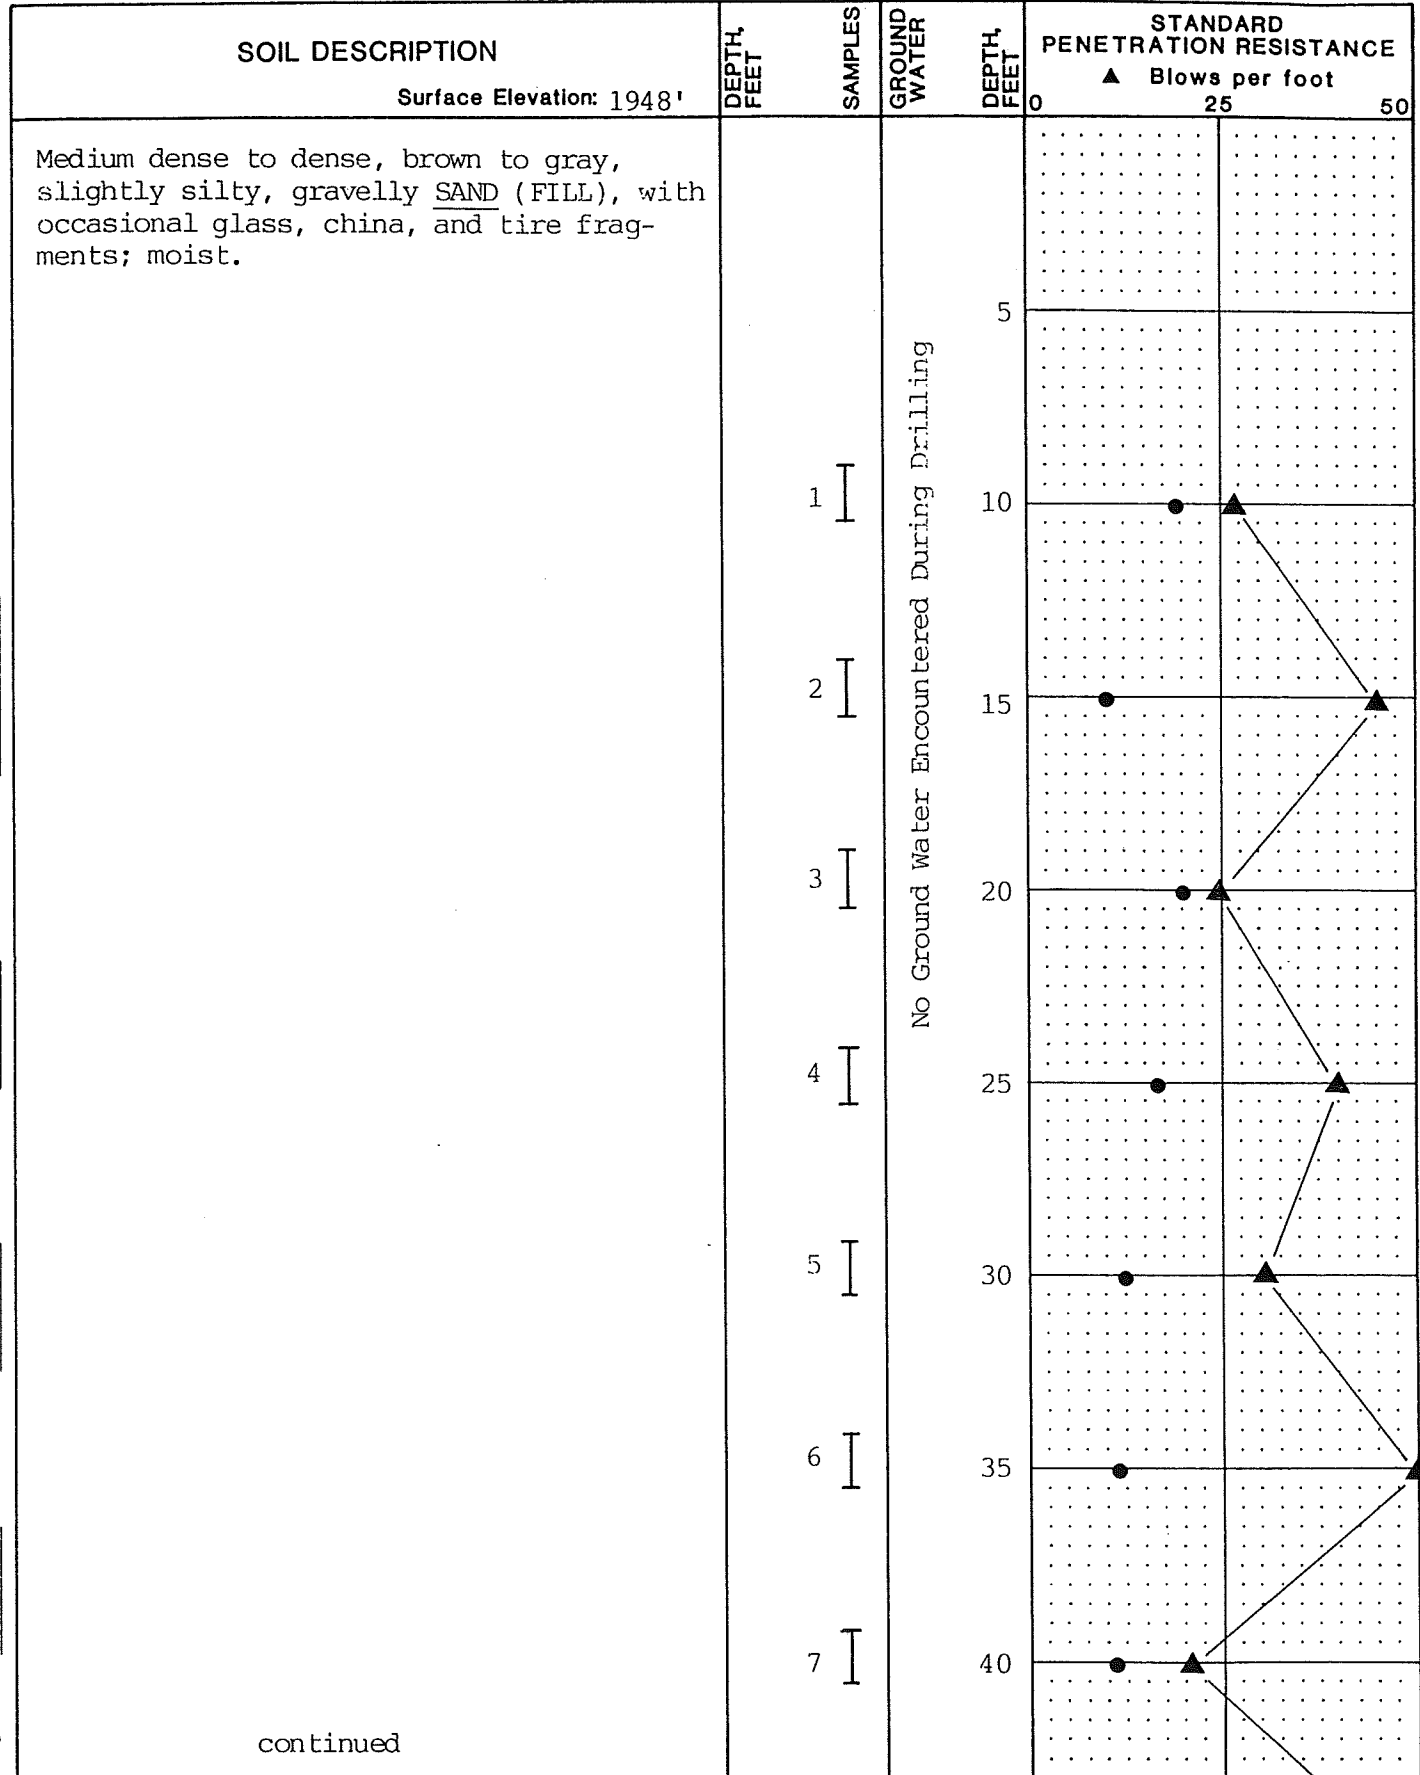 SOIL DESCRIPTION
Surface Elevation: 1948'
DEPTH,
FEET
SAMPLES
GROUND
WATER
DEPTH,
FEET
STANDARD
PENETRATION RESISTANCE
▲ Blows per foot
0 25 50
Medium dense to dense, brown to gray,
slightly silty, gravelly SAND (FILL), with
occasional glass, china, and tire frag-
ments; moist.
No Ground Water Encountered During Drilling
5
1
10
2
15
3
20
4
25
5
30
6
35
7
40
continued